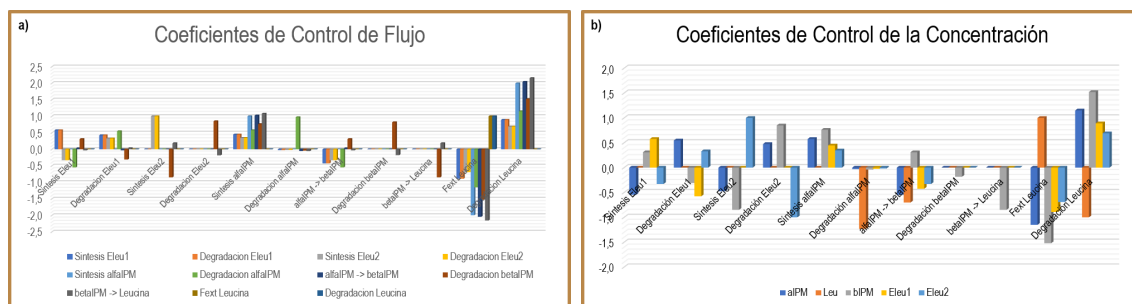 a)
Coeficientes de Control de Flujo
2,5
2,0
1,5
1,0
0,5
0,0
-0,5
-1,0
-1,5
-2,0
-2,5
Sintesis Eleu1
Degradacion Eleu1
Sintesis Eleu2
Degradacion Eleu2
Sintesis alfaIPM
Degradacion alfaIPM
alfaIPM -> betaIPM
Degradacion betaIPM
betaIPM -> Leucina
Fext Leucina
Degradacion Leucina
Sintesis Eleu1
Degradacion Eleu1
Sintesis Eleu2
Degradacion Eleu2
Sintesis alfaIPM
Degradacion alfaIPM
alfaIPM -> betaIPM
Degradacion betaIPM
betaIPM -> Leucina
Fext Leucina
Degradacion Leucina
b)
Coeficientes de Control de la Concentración
2,0
1,5
1,0
0,5
0,0
-0,5
-1,0
-1,5
-2,0
Síntesis Eleu1
Degradación Eleu1
Síntesis Eleu2
Degradación Eleu2
Síntesis alfaIPM
Degradación alfaIPM
alfaIPM -> betaIPM
Degradación betaIPM
betaIPM -> Leucina
Fext Leucina
Degradación Leucina
aIPM
Leu
bIPM
Eleu1
Eleu2